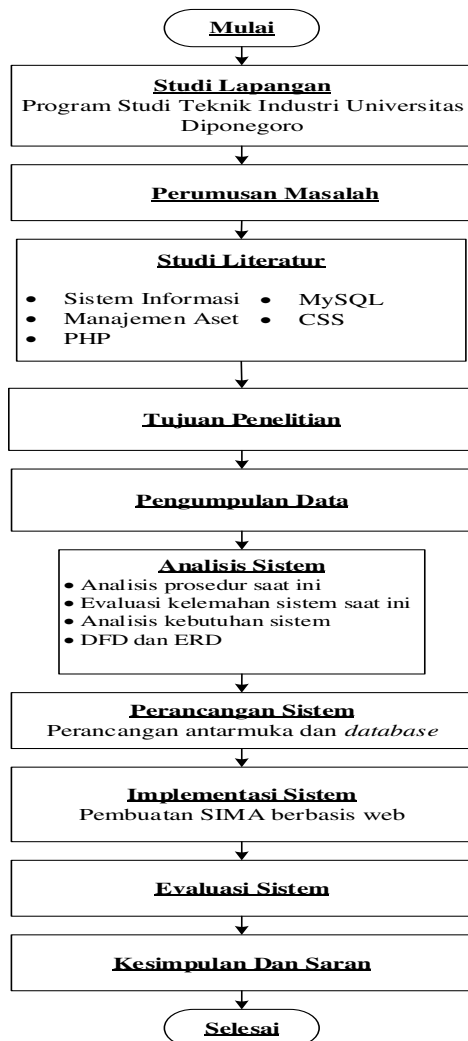 Mulai
Studi Lapangan
Program Studi Teknik Industri Universitas
Diponegoro
Perumusan Masalah
Studi Literatur
• Sistem Informasi • MySQL
• Manajemen Aset • CSS
• PHP
Tujuan Penelitian
Pengumpulan Data
Analisis Sistem
• Analisis prosedur saat ini
• Evaluasi kelemahan sistem saat ini
• Analisis kebutuhan sistem
• DFD dan ERD
Perancangan Sistem
Perancangan antarmuka dan database
Implementasi Sistem
Pembuatan SIMA berbasis web
Evaluasi Sistem
Kesimpulan Dan Saran
Selesai